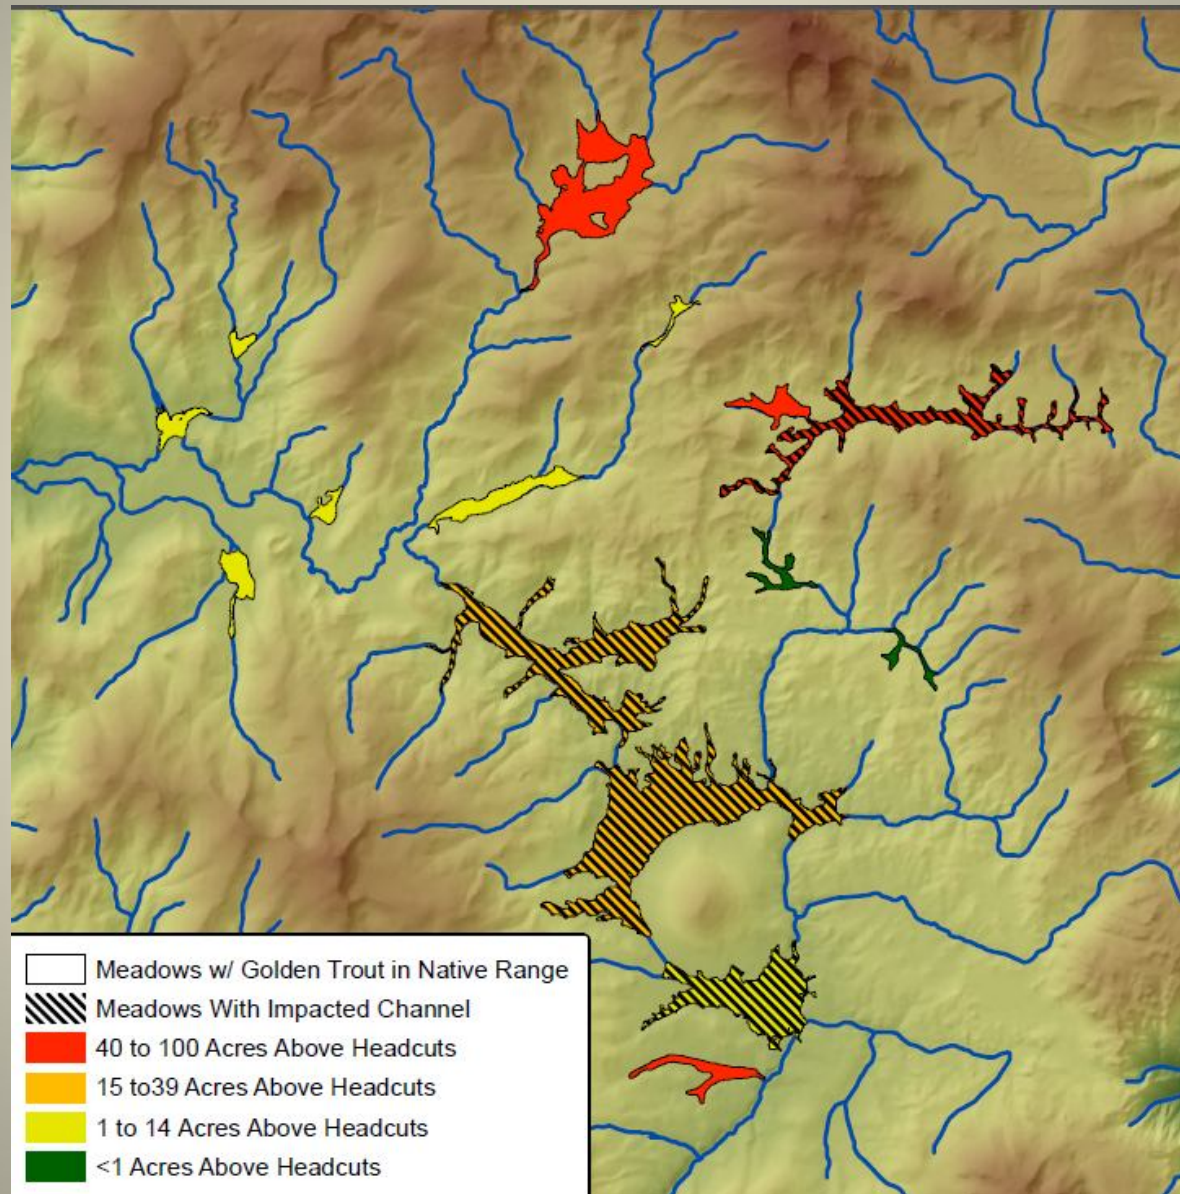 Meadows w/ Golden Trout in Native Range
Meadows With Impacted Channel
40 to 100 Acres Above Headcuts
15 to39 Acres Above Headcuts
1 to 14 Acres Above Headcuts
<1 Acres Above Headcuts